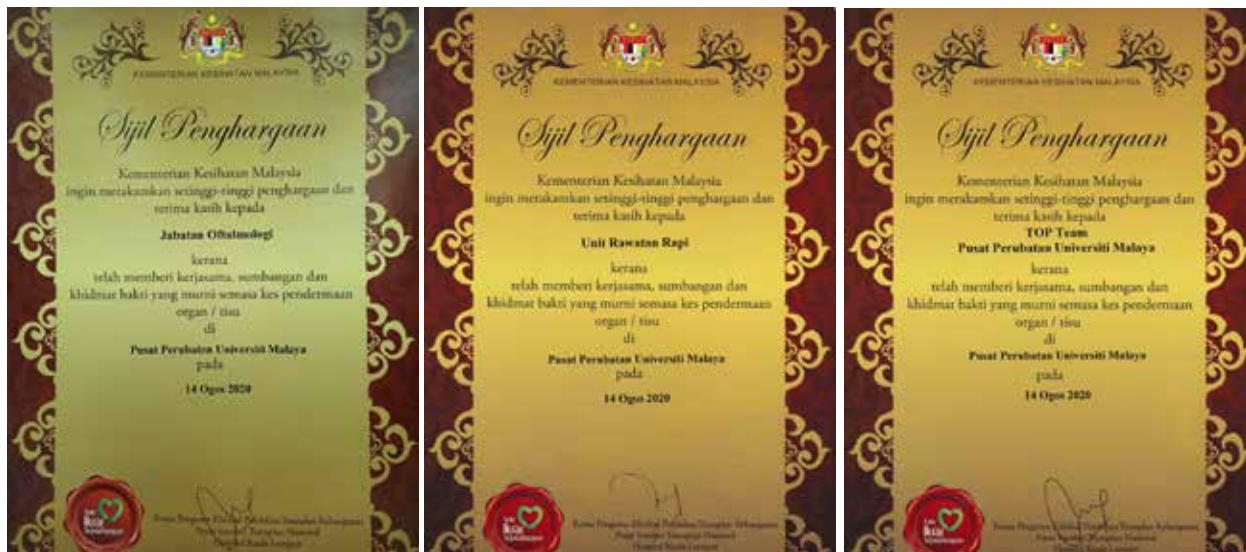 KEMENTERIAN KESIHATAN MALAYSIA
Sijil Penghargaan
Kementerian Kesihatan Malaysia
ingin merakamkan setinggi-tinggi penghargaan dan
terima kasih kepada
Jabatan Oftalmologi
kerana
telah memberi kerjasama, sumbangan dan
khidmat bakti yang murni semasa kes pendermaan
organ / tisu
di
Pusat Perubatan Universiti Malaya
pada
14 Ogos 2020
KEMENTERIAN KESIHATAN MALAYSIA
Sijil Penghargaan
Kementerian Kesihatan Malaysia
ingin merakamkan setinggi-tinggi penghargaan dan
terima kasih kepada
Unit Rawatan Rapi
kerana
telah memberi kerjasama, sumbangan dan
khidmat bakti yang murni semasa kes pendermaan
organ / tisu
di
Pusat Perubatan Universiti Malaya
pada
14 Ogos 2020
Hospital Kuala Lumpur
KEMENTERIAN KESIHATAN MALAYSIA
Sijil Penghargaan
Kementerian Kesihatan Malaysia
ingin merakamkan setinggi-tinggi penghargaan dan
terima kasih kepada
TOP Team
Pusat Perubatan Universiti Malaya
kerana
telah memberi kerjasama, sumbangan dan
khidmat bakti yang murni semasa kes pendermaan
organ / tisu
di
Pusat Perubatan Universiti Malaya
pada
14 Ogos 2020